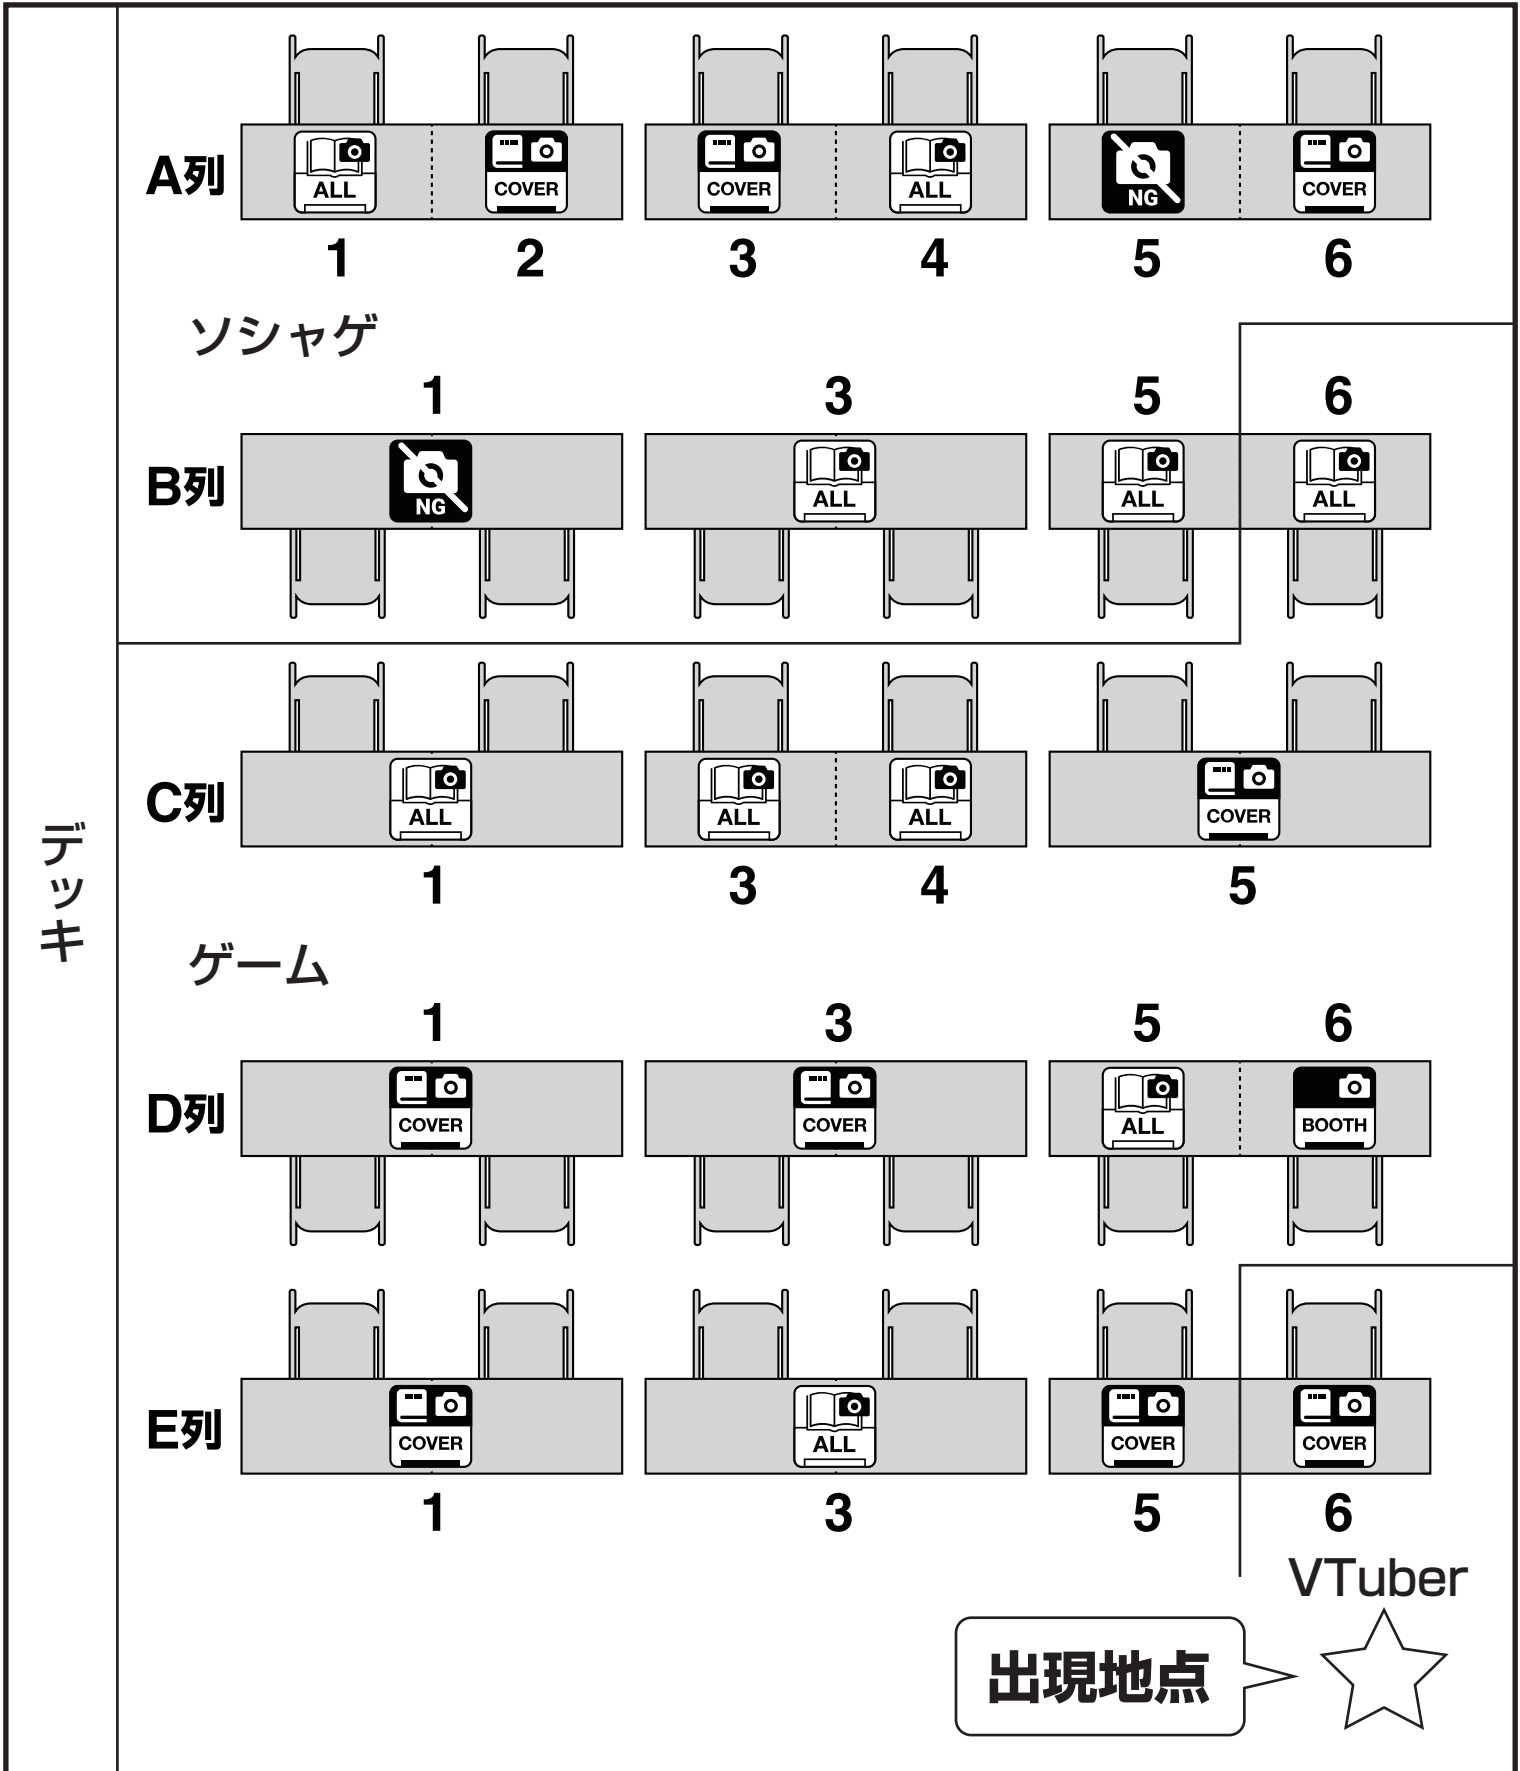 A列
ALL
COVER
COVER
ALL
NG
COVER
1
2
3
4
5
6
ソシャゲ
1
3
5
6
B列
NG
ALL
ALL
ALL
C列
ALL
ALL
ALL
COVER
1
3
4
5
デッキ
ゲーム
1
3
5
6
D列
COVER
COVER
ALL
BOOTH
E列
COVER
ALL
COVER
COVER
1
3
5
6
VTuber
出現地点